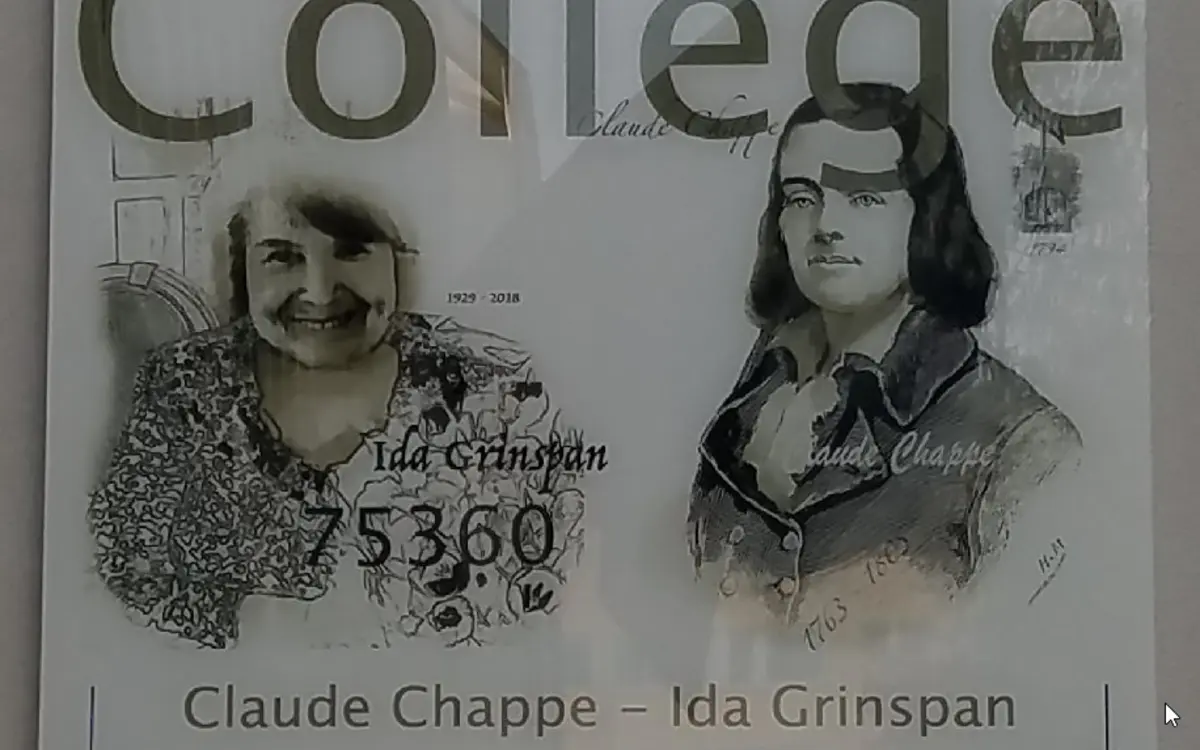 College
Claude Chappe
1794
1929 - 2018
Ida Grinspan
Claude Chappe
75360
1763
H.M
Claude Chappe – Ida Grinspan